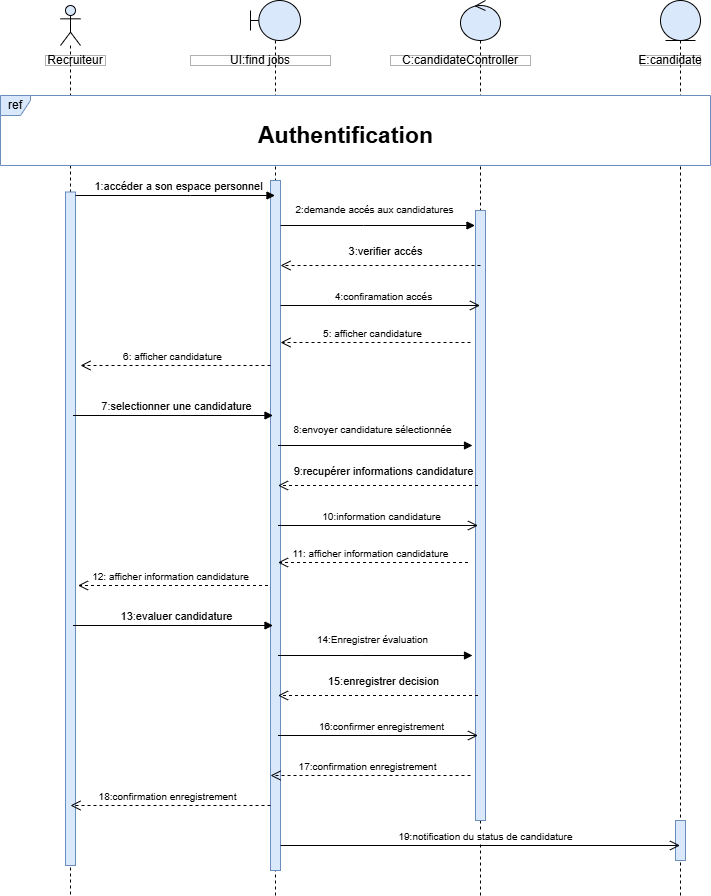 Recruiteur
UI:find jobs
C:candidateController
E:candidate
ref
Authentification
1:accéder a son espace personnel
2:demande accés aux candidatures
3:verifier accés
4:confiramation accés
5: afficher candidature
6: afficher candidature
7:selectionner une candidature
8:envoyer candidature sélectionnée
9:recupérer informations candidature
10:information candidature
11: afficher information candidature
12: afficher information candidature
13:evaluer candidature
14:Enregistrer évaluation
15:enregistrer decision
16:confirmer enregistrement
17:confirmation enregistrement
18:confirmation enregistrement
19:notification du status de candidature